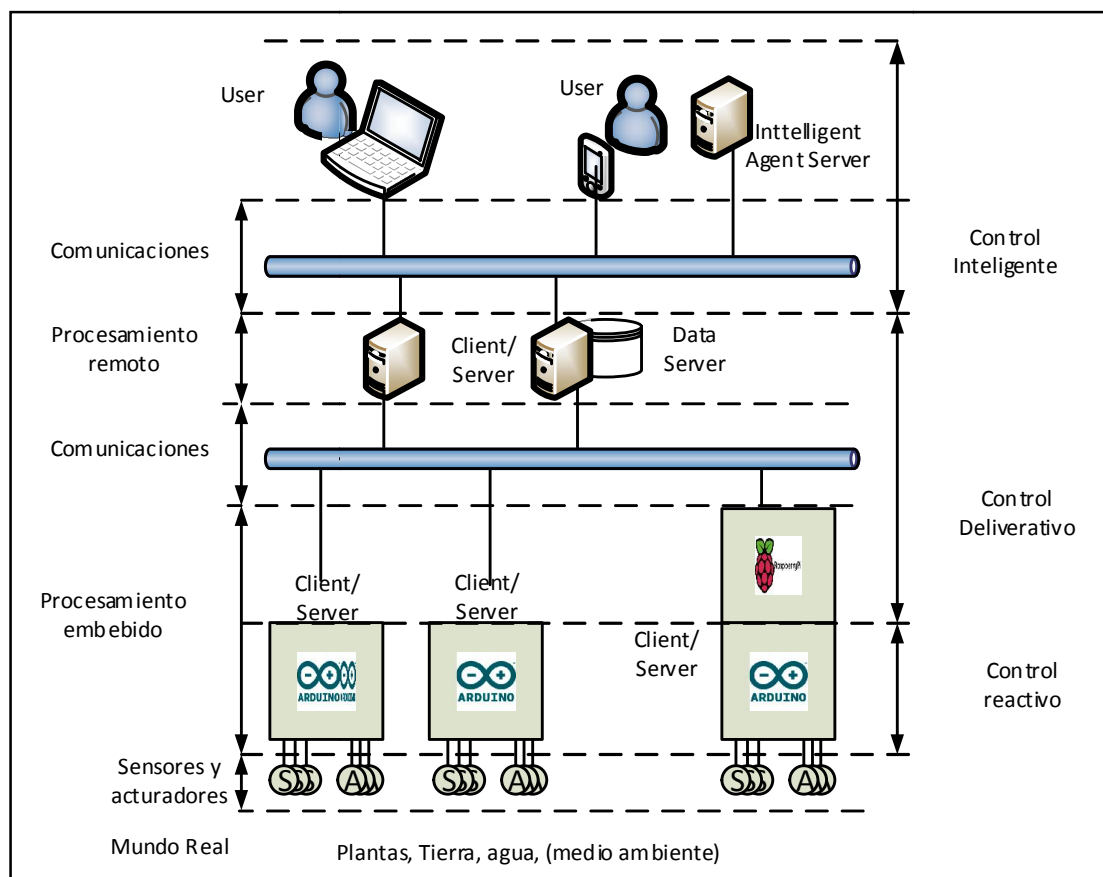 User
User
Inttelligent
Agent Server
Comunicaciones
Control
Inteligente
Procesamiento
remoto
Client/
Server
Data
Server
Comunicaciones
Control
Deliverativo
Procesamiento
embebido
Client/
Server
Client/
Server
Client/
Server
ARDUINO
ARDUINO
ARDUINO
Control
reactivo
Sensores y
acturadores
S S S
A A A
S S S
A A A
S S S
A A A
Mundo Real
Plantas, Tierra, agua, (medio ambiente)